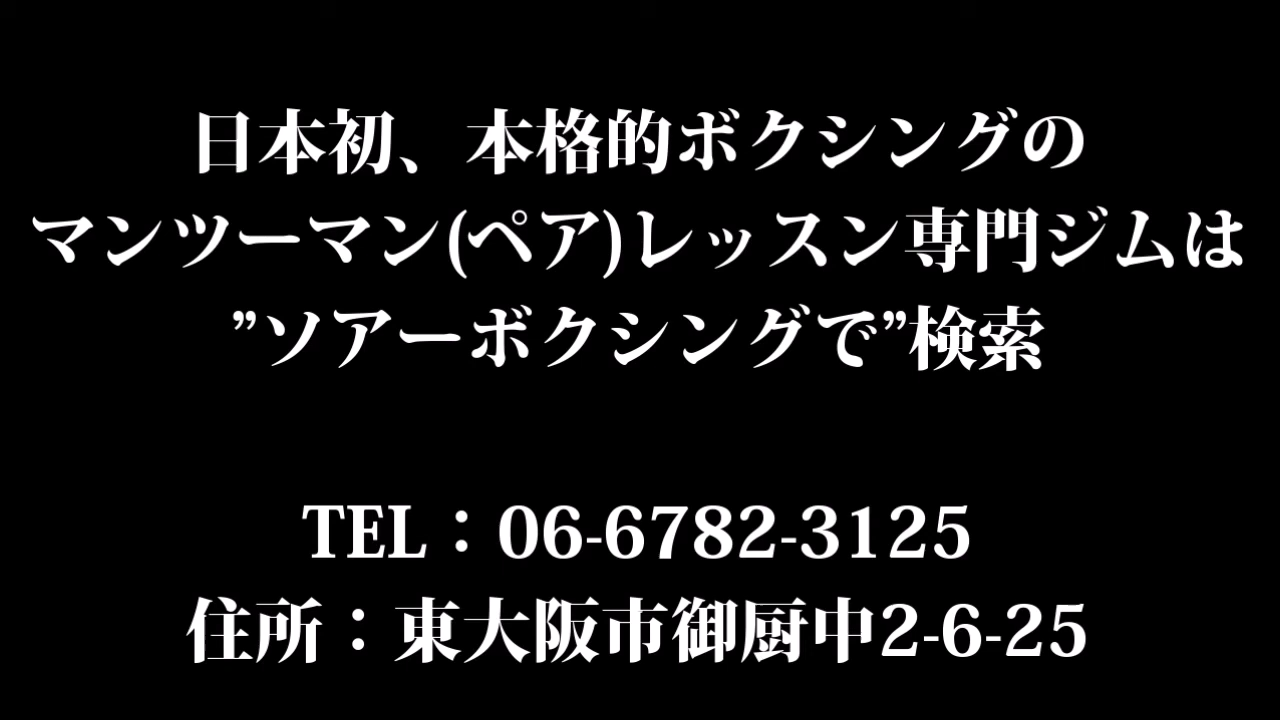 日本初、本格的ボクシングの
マンツーマン(ペア)レッスン専門ジムは
”ソアーボクシングで”検索
TEL：06-6782-3125
住所：東大阪市御厨中2-6-25